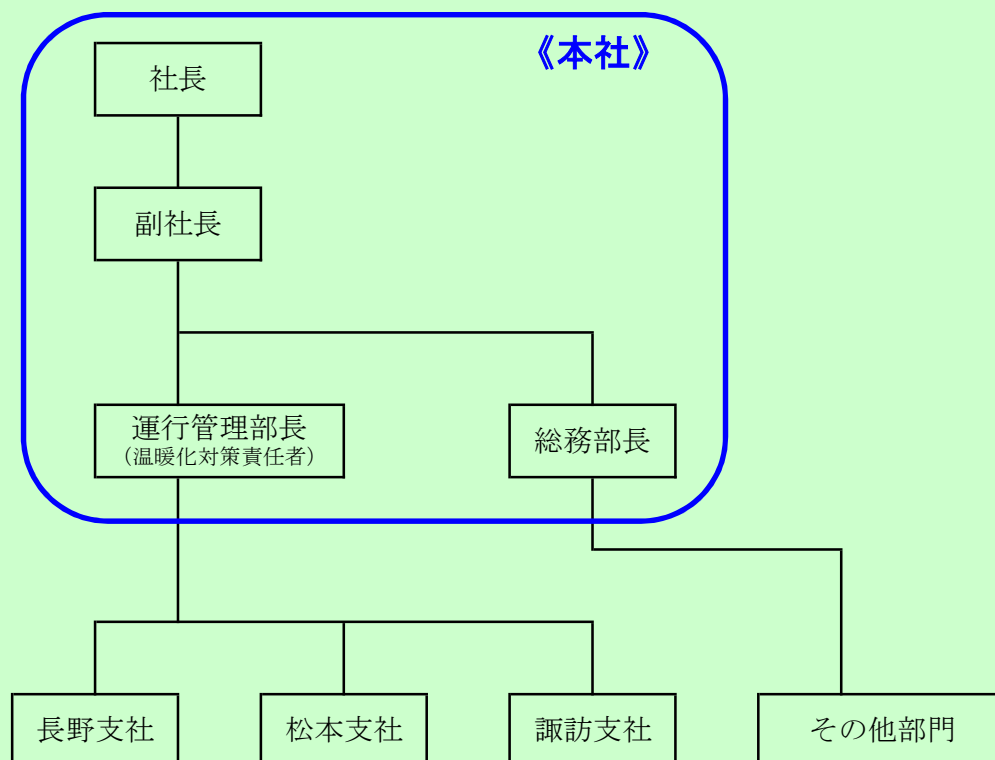 《本社》
社長
副社長
運行管理部長
（温暖化対策責任者）
総務部長
長野支社
松本支社
諏訪支社
その他部門